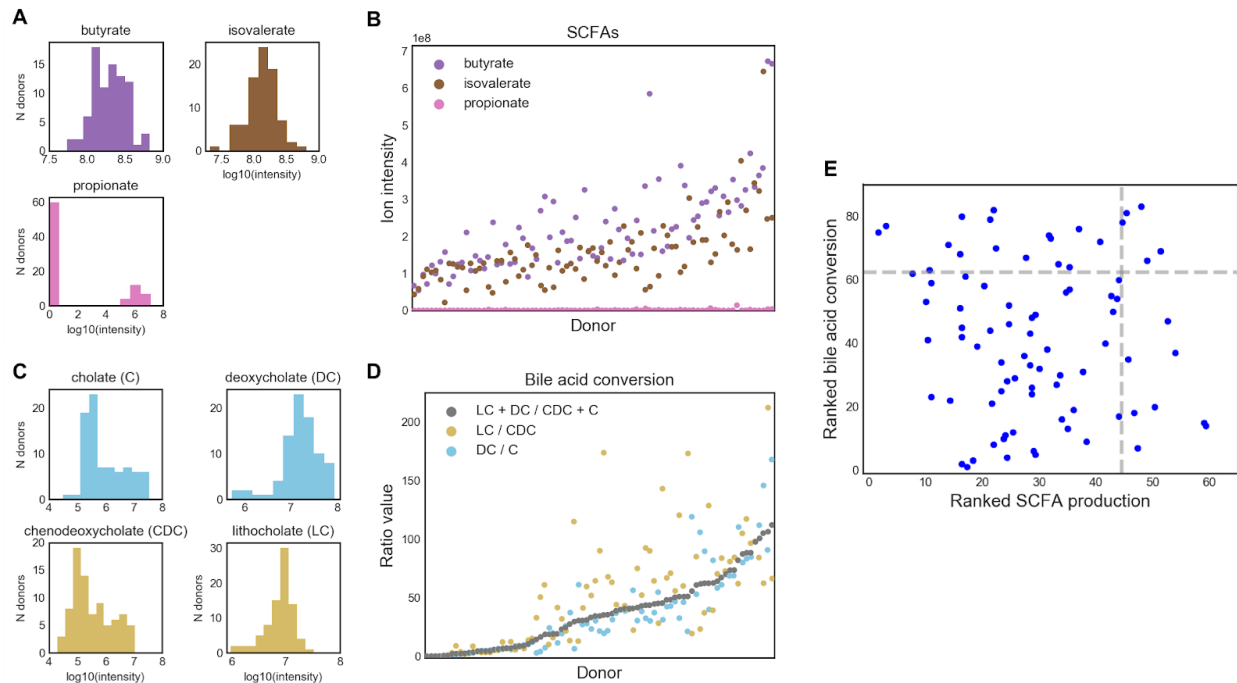 A
butyrate
N donors
15
10
5
0
7.5 8.0 8.5 9.0
isovalerate
20
10
0
7.5 8.0 8.5 9.0
log10(intensity)
propionate
N donors
60
40
20
0
0 2 4 6 8
log10(intensity)
B
SCFAs
1e8
butyrate
isovalerate
propionate
Ion intensity
7
6
5
4
3
2
1
0
Donor
C
cholate (C)
N donors
20
10
0
4 5 6 7 8
deoxycholate (DC)
N donors
20
10
0
6 7 8
chenodeoxycholate (CDC)
N donors
20
15
10
5
0
5 6 7 8
log10(intensity)
lithocholate (LC)
N donors
30
20
10
0
6 7 8
log10(intensity)
D
Bile acid conversion
LC + DC / CDC + C
LC / CDC
DC / C
Ratio value
200
150
100
50
0
Donor
E
Ranked bile acid conversion
80
70
60
50
40
30
20
10
0
0 10 20 30 40 50 60
Ranked SCFA production